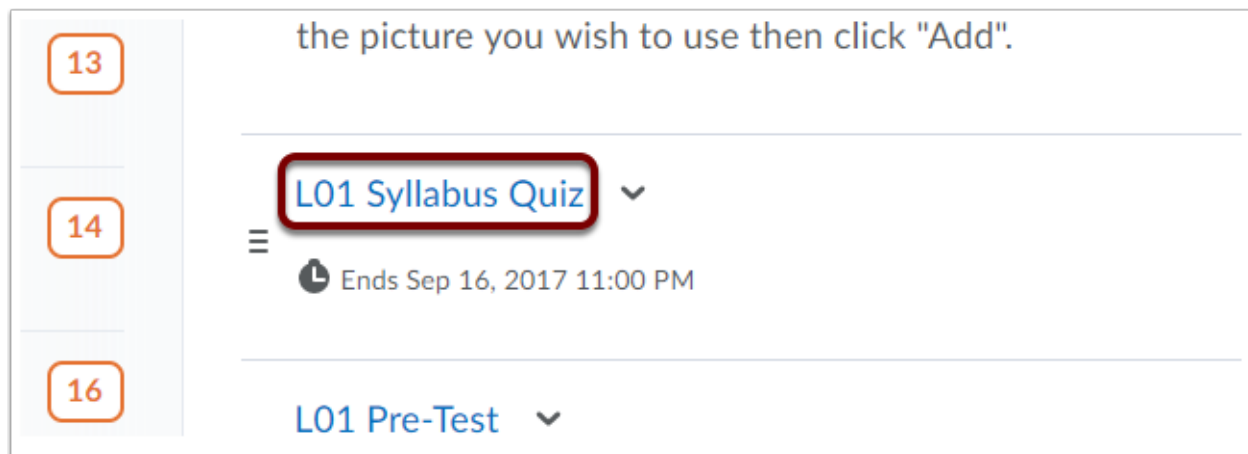 13
the picture you wish to use then click "Add".
14
L01 Syllabus Quiz
Ends Sep 16, 2017 11:00 PM
16
L01 Pre-Test